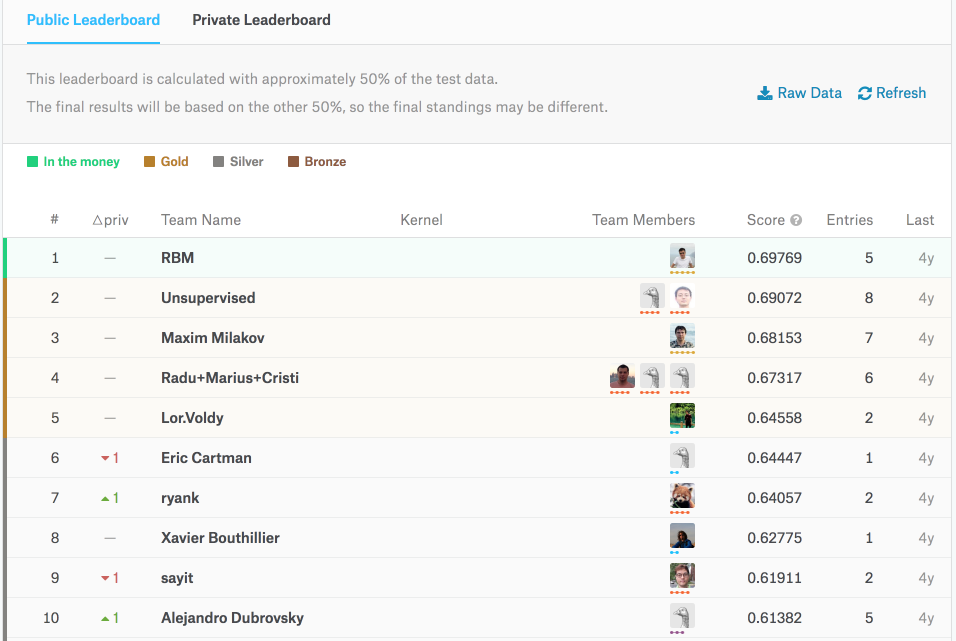 Public Leaderboard Private Leaderboard
This leaderboard is calculated with approximately 50% of the test data.
The final results will be based on the other 50%, so the final standings may be different.
Raw Data Refresh
In the money Gold Silver Bronze
# △priv Team Name Kernel Team Members Score ? Entries Last
1 — RBM 0.69769 5 4y
2 — Unsupervised 0.69072 8 4y
3 — Maxim Milakov 0.68153 7 4y
4 — Radu+Marius+Cristi 0.67317 6 4y
5 — Lor.Voldy 0.64558 2 4y
6 ▼1 Eric Cartman 0.64447 1 4y
7 ▲1 ryank 0.64057 2 4y
8 — Xavier Bouthillier 0.62775 1 4y
9 ▼1 sayit 0.61911 2 4y
10 ▲1 Alejandro Dubrovsky 0.61382 5 4y